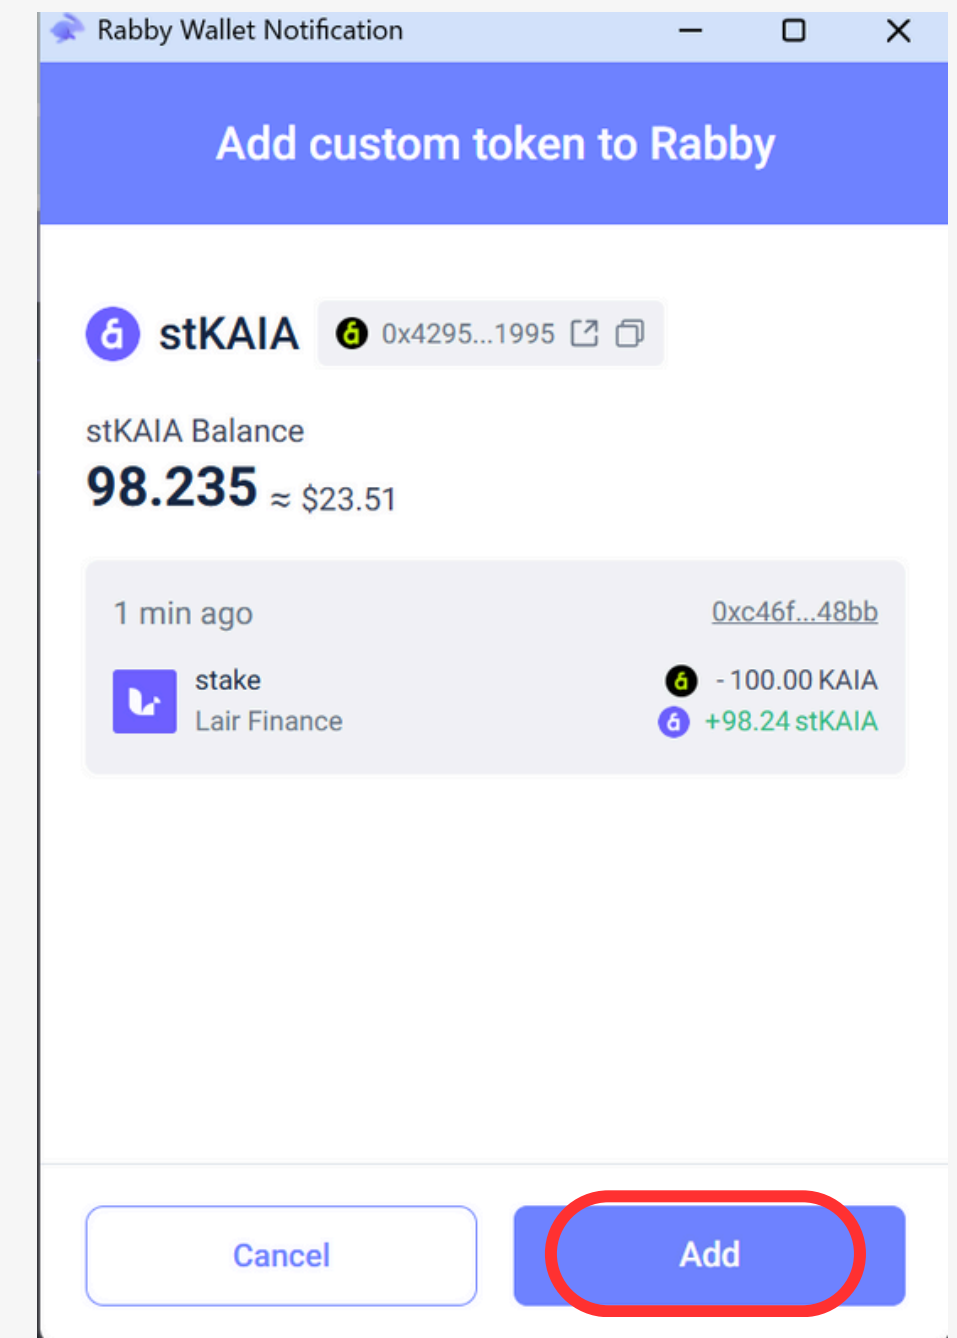 Rabby Wallet Notification
Add custom token to Rabby
stKAIA 0x4295...1995
stKAIA Balance
98.235 ≈ $23.51
1 min ago 0xc46f...48bb
stake - 100.00 KAIA
Lair Finance +98.24 stKAIA
Cancel Add